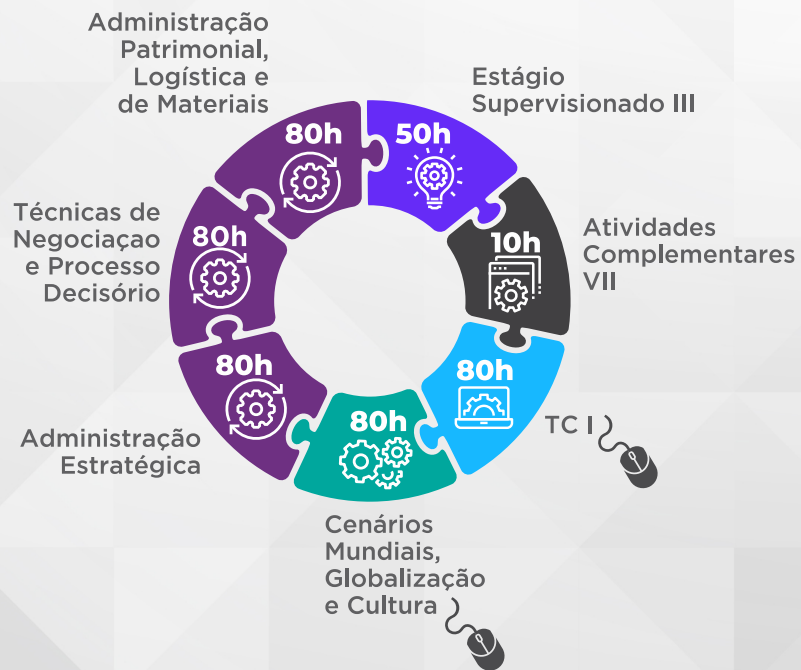 Administração
Patrimonial,
Logística e
de Materiais
80h
Estágio
Supervisionado III
50h
Atividades
Complementares
VII
10h
TC I
80h
Cenários
Mundiais,
Globalização
e Cultura
80h
Administração
Estratégica
80h
Técnicas de
Negociaçao
e Processo
Decisório
80h